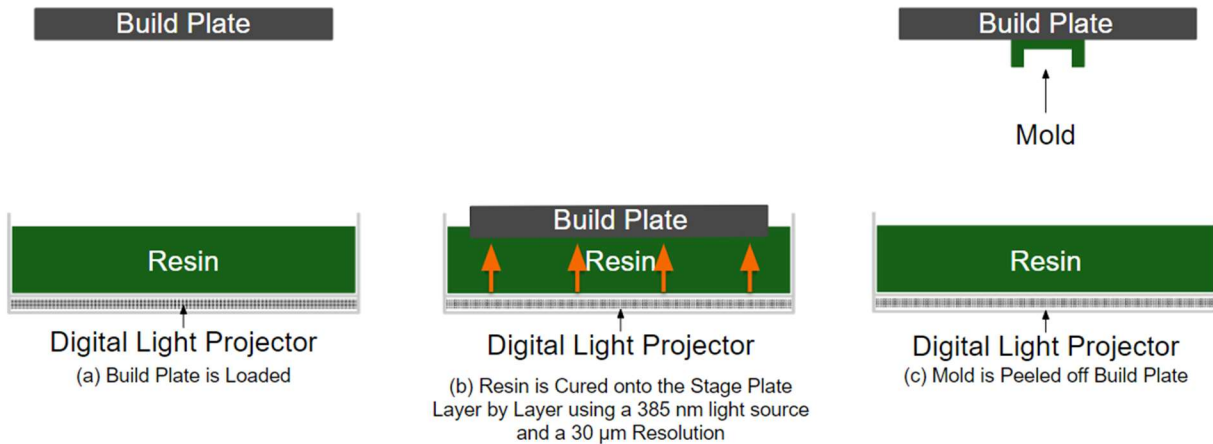 Build Plate
Resin
Digital Light Projector
(a) Build Plate is Loaded
Build Plate
Resin
Digital Light Projector
(b) Resin is Cured onto the Stage Plate
Layer by Layer using a 385 nm light source
and a 30 μm Resolution
Build Plate
Mold
Resin
Digital Light Projector
(c) Mold is Peeled off Build Plate